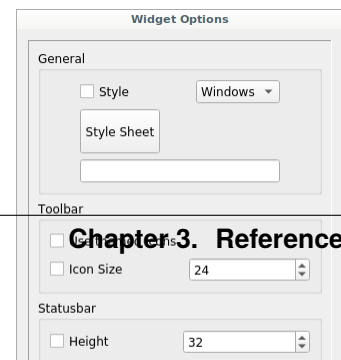 Widget Options
General
Style Windows
Style Sheet
Toolbar
Chapter 3. Reference
Icon Size 24
Statusbar
Height 32